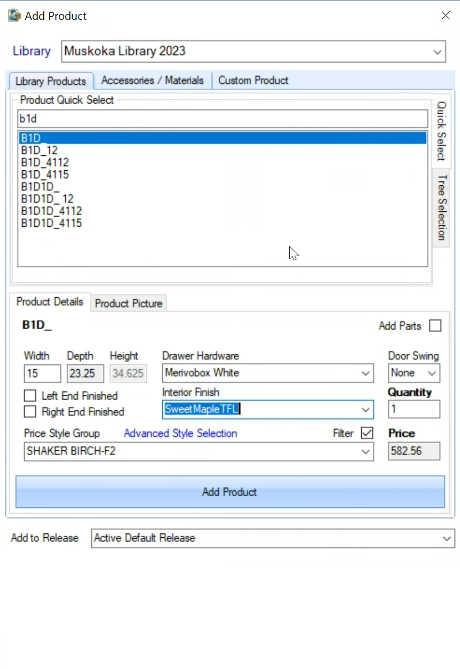 Add Product
Library Muskoka Library 2023
Library Products Accessories / Materials Custom Product
Product Quick Select
b1d
B1D_
B1D_12
B1D_4112
B1D_4115
B1D1D_
B1D1D_ 12
B1D1D_4112
B1D1D_4115
Quick Select
Tree Selection
Product Details Product Picture
B1D_ Add Parts
Width Depth Height Drawer Hardware Door Swing
15 23.25 34.625 Merivobox White None
Left End Finished Interior Finish Quantity
Right End Finished SweetMapleTFL 1
Price Style Group Advanced Style Selection Filter Price
SHAKER BIRCH-F2 582.56
Add Product
Add to Release Active Default Release